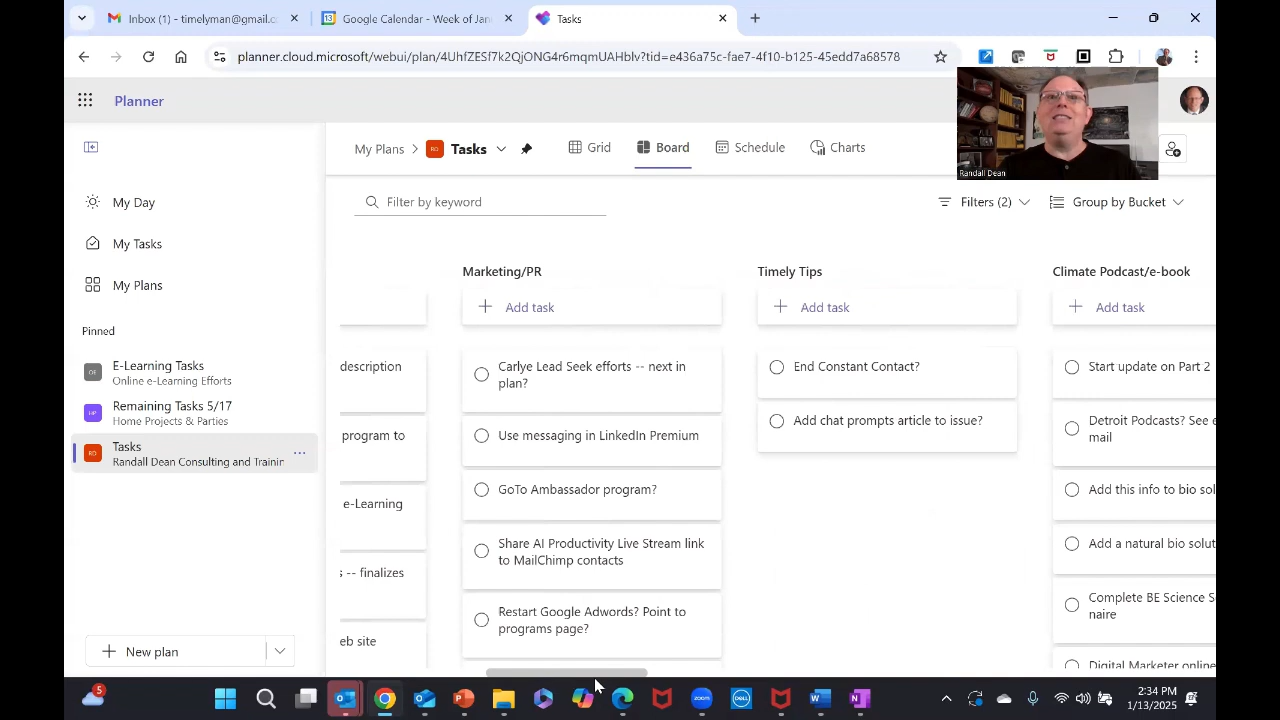 Inbox (1) - timelyman@gmail.c
Google Calendar - Week of Jan
Tasks
planner.cloud.microsoft/webui/plan/4UhfZESf7k2QjONG4r6mqmUAHblv?tid=e436a75c-fae7-4f10-b125-45edd7a68578
Planner
Randall Dean
My Plans
Tasks
Grid
Board
Schedule
Charts
Filter by keyword
Filters (2)
Group by Bucket
My Day
My Tasks
My Plans
Pinned
E-Learning Tasks
Online e-Learning Efforts
Remaining Tasks 5/17
Home Projects & Parties
Tasks
Randall Dean Consulting and Trainin
New plan
description
program to
e-Learning
s -- finalizes
eb site
Marketing/PR
Add task
Carlye Lead Seek efforts -- next in
plan?
Use messaging in LinkedIn Premium
GoTo Ambassador program?
Share AI Productivity Live Stream link
to MailChimp contacts
Restart Google Adwords? Point to
programs page?
Timely Tips
Add task
End Constant Contact?
Add chat prompts article to issue?
Climate Podcast/e-book
Add task
Start update on Part 2
Detroit Podcasts? See e
mail
Add this info to bio sol
Add a natural bio solut
Complete BE Science S
naire
Digital Marketer online
5
zoom
DELL
2:34 PM
1/13/2025